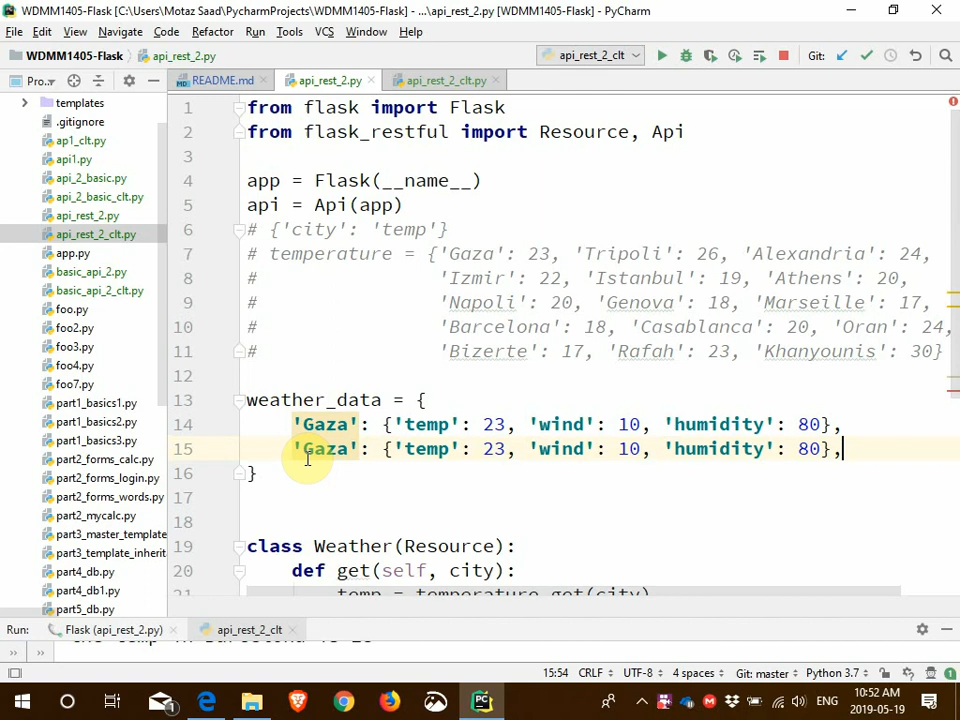 WDMM1405-Flask [C:\Users\Motaz Saad\PycharmProjects\WDMM1405-Flask] - ...\api_rest_2.py [WDMM1405-Flask] - PyCharm
File Edit View Navigate Code Refactor Run Tools VCS Window Help
WDMM1405-Flask api_rest_2.py api_rest_2_clt Git:
Pro.. README.md api_rest_2.py api_rest_2_clt.py
templates
.gitignore
ap1_clt.py
api1.py
api_2_basic.py
api_2_basic_clt.py
api_rest_2.py
api_rest_2_clt.py
app.py
basic_api_2.py
basic_api_2_clt.py
foo.py
foo2.py
foo3.py
foo4.py
foo7.py
part1_basics1.py
part1_basics2.py
part1_basics3.py
part2_forms_calc.py
part2_forms_login.py
part2_forms_words.py
part2_mycalc.py
part3_master_template
part3_template_inherit
part4_db.py
part4_db1.py
part5_db.py
1 from flask import Flask
2 from flask_restful import Resource, Api
3
4 app = Flask(__name__)
5 api = Api(app)
6 # {'city': 'temp'}
7 # temperature = {'Gaza': 23, 'Tripoli': 26, 'Alexandria': 24,
8 # 'Izmir': 22, 'Istanbul': 19, 'Athens': 20,
9 # 'Napoli': 20, 'Genova': 18, 'Marseille': 17,
10 # 'Barcelona': 18, 'Casablanca': 20, 'Oran': 24,
11 # 'Bizerte': 17, 'Rafah': 23, 'Khanyounis': 30}
12
13 weather_data = {
14 'Gaza': {'temp': 23, 'wind': 10, 'humidity': 80},
15 'Gaza': {'temp': 23, 'wind': 10, 'humidity': 80},
16 }
17
18
19 class Weather(Resource):
20 def get(self, city):
21 temp = temperature.get(city)
Run: Flask (api_rest_2.py) api_rest_2_clt
15:54 CRLF UTF-8 4 spaces Git: master Python 3.7
ENG 10:52 AM
2019-05-19